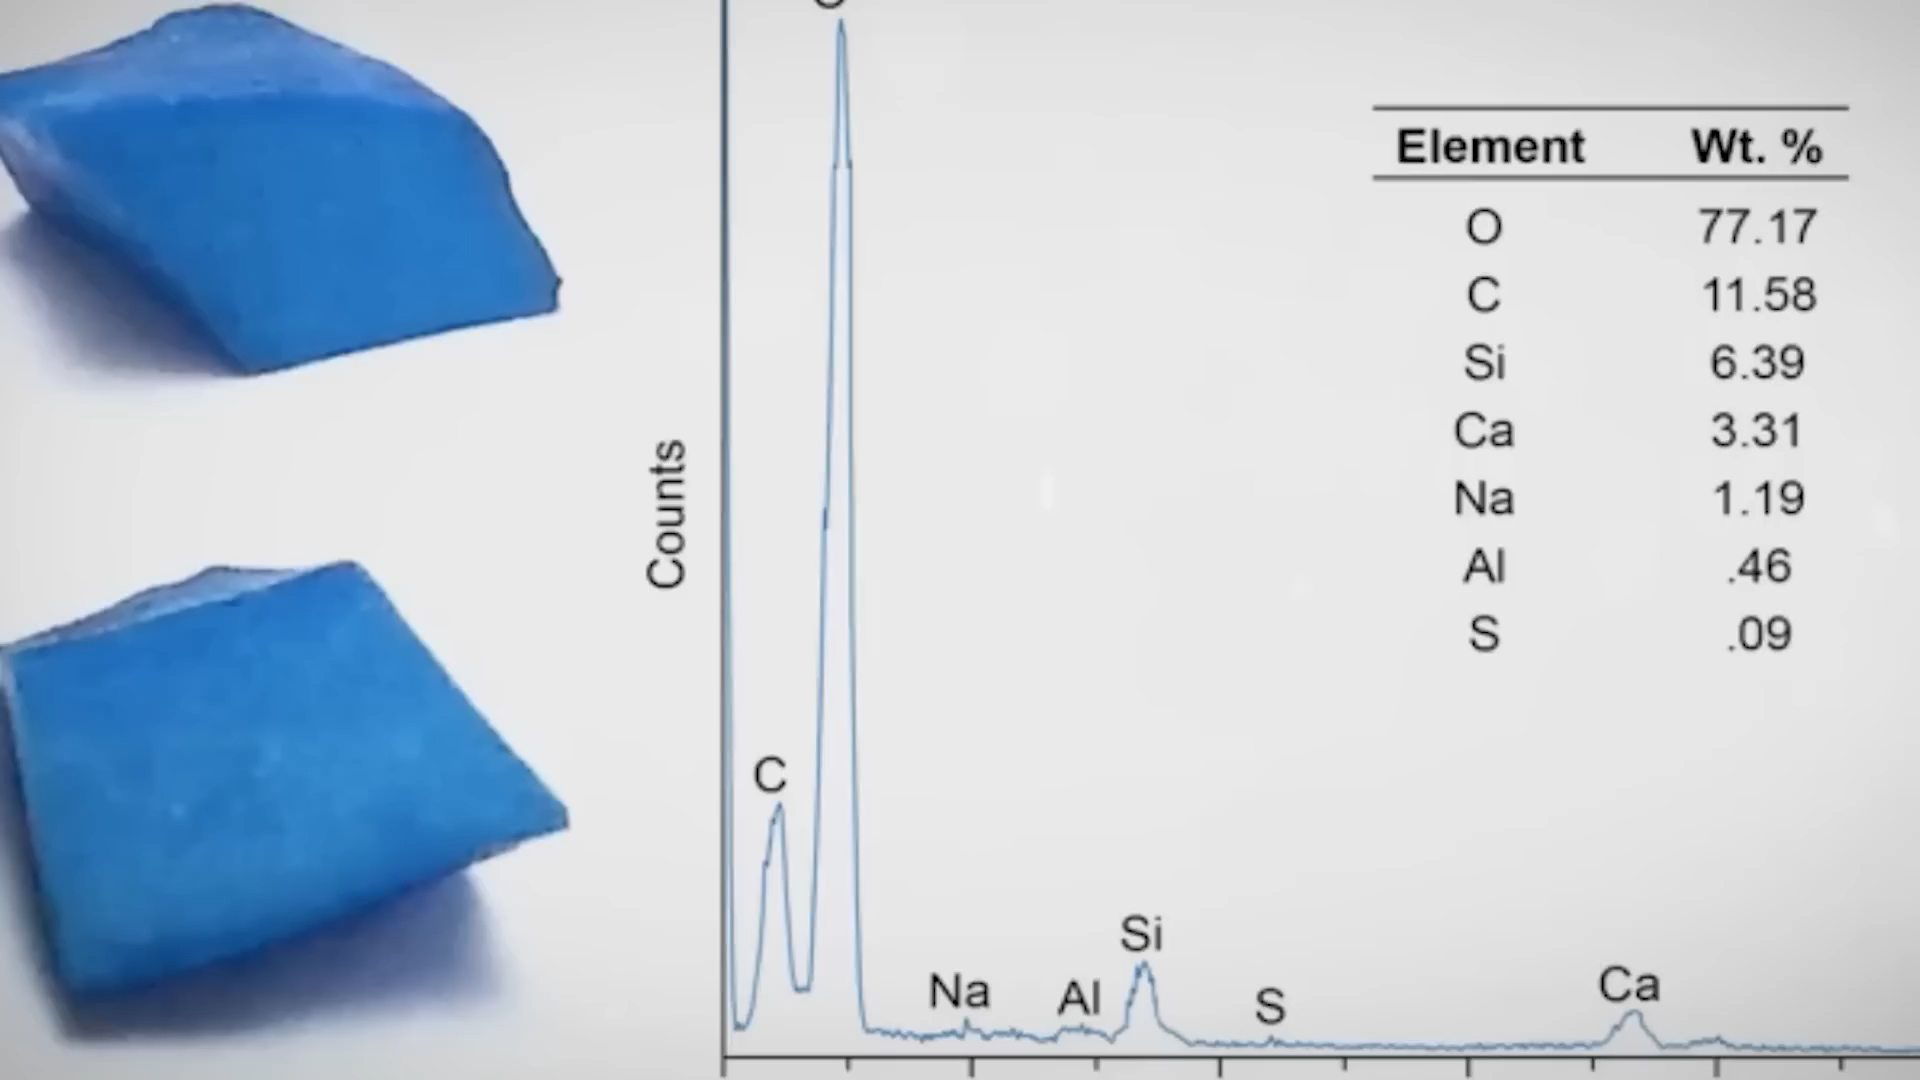 Counts
C
Na
Al
Si
S
Ca
Element Wt. %
O 77.17
C 11.58
Si 6.39
Ca 3.31
Na 1.19
Al .46
S .09